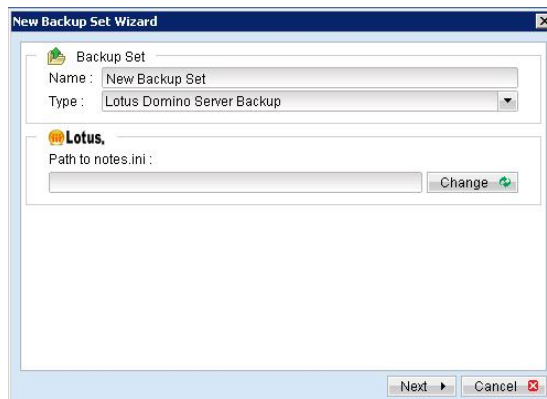 New Backup Set Wizard
Backup Set
Name : New Backup Set
Type : Lotus Domino Server Backup
Lotus.
Path to notes.ini :
Change
Next Cancel